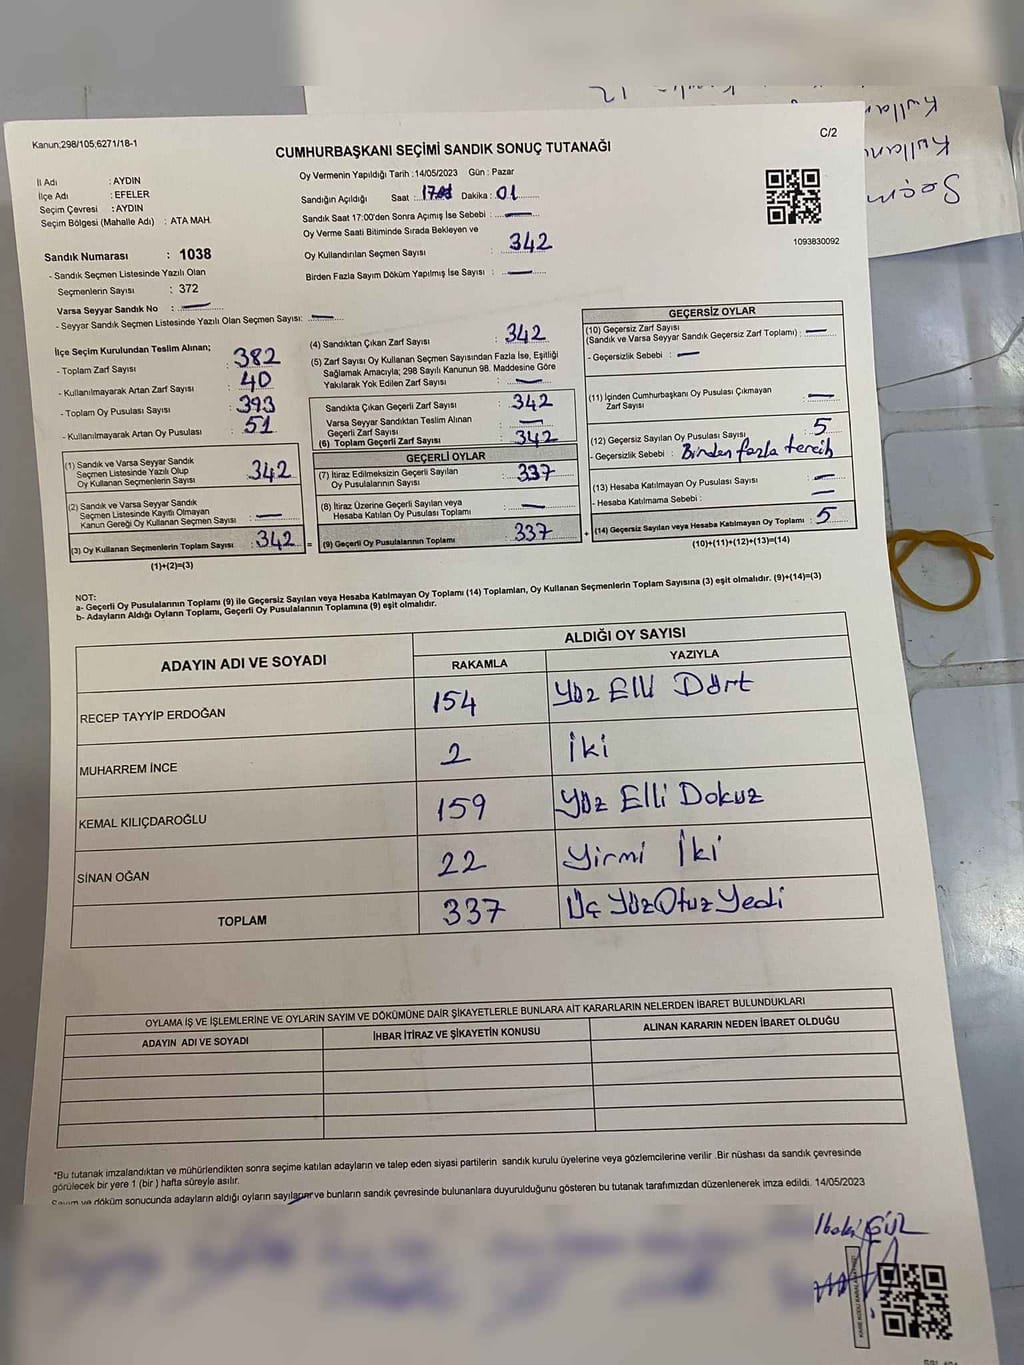 Kanun;298/105,6271/18-1
C/2
CUMHURBAŞKANI SEÇİMİ SANDIK SONUÇ TUTANAĞI
İl Adı : AYDIN
İlçe Adı : EFELER
Seçim Çevresi : AYDIN
Seçim Bölgesi (Mahalle Adı) : ATA MAH.
Sandık Numarası : 1038
- Sandık Seçmen Listesinde Yazılı Olan
Seçmenlerin Sayısı : 372
Varsa Seyyar Sandık No : —
- Seyyar Sandık Seçmen Listesinde Yazılı Olan Seçmen Sayısı: —
Oy Vermenin Yapıldığı Tarih : 14/05/2023 Gün : Pazar
Sandığın Açıldığı Saat : 17 Dakika : 01
Sandık Saat 17:00'den Sonra Açımış İse Sebebi : —
Oy Verme Saati Bitiminde Sırada Bekleyen ve
Oy Kullandırılan Seçmen Sayısı : 342
Birden Fazla Sayım Döküm Yapılmış İse Sayısı : —
1093830092
İlçe Seçim Kurulundan Teslim Alınan;
- Toplam Zarf Sayısı : 382
- Kullanılmayarak Artan Zarf Sayısı : 40
- Toplam Oy Pusulası Sayısı : 393
- Kullanılmayarak Artan Oy Pusulası : 51
(1) Sandık ve Varsa Seyyar Sandık
Seçmen Listesinde Yazılı Olup
Oy Kullanan Seçmenlerin Sayısı : 342
(2) Sandık ve Varsa Seyyar Sandık
Seçmen Listesinde Kayıtlı Olmayan
Kanun Gereği Oy Kullanan Seçmen Sayısı : —
(3) Oy Kullanan Seçmenlerin Toplam Sayısı : 342 =
(1)+(2)=(3)
(4) Sandıktan Çıkan Zarf Sayısı : 342
(5) Zarf Sayısı Oy Kullanan Seçmen Sayısından Fazla İse, Eşitliği
Sağlamak Amacıyla; 298 Sayılı Kanunun 98. Maddesine Göre
Yakılarak Yok Edilen Zarf Sayısı : —
Sandıkta Çıkan Geçerli Zarf Sayısı : 342
Varsa Seyyar Sandıktan Teslim Alınan
Geçerli Zarf Sayısı : —
(6) Toplam Geçerli Zarf Sayısı : 342
GEÇERLİ OYLAR
(7) İtiraz Edilmeksizin Geçerli Sayılan
Oy Pusulalarının Sayısı : 337
(8) İtiraz Üzerine Geçerli Sayılan veya
Hesaba Katılan Oy Pusulası Toplamı : —
(9) Geçerli Oy Pusulalarının Toplamı : 337 +
GEÇERSİZ OYLAR
(10) Geçersiz Zarf Sayısı
(Sandık ve Varsa Seyyar Sandık Geçersiz Zarf Toplamı) : —
- Geçersizlik Sebebi : —
(11) İçinden Cumhurbaşkanı Oy Pusulası Çıkmayan
Zarf Sayısı : —
(12) Geçersiz Sayılan Oy Pusulası Sayısı : 5
- Geçersizlik Sebebi : Birden fazla tercih
(13) Hesaba Katılmayan Oy Pusulası Sayısı : —
- Hesaba Katılmama Sebebi : —
(14) Geçersiz Sayılan veya Hesaba Katılmayan Oy Toplamı : 5
(10)+(11)+(12)+(13)=(14)
NOT:
a- Geçerli Oy Pusulalarının Toplamı (9) ile Geçersiz Sayılan veya Hesaba Katılmayan Oy Toplamı (14) Toplamları, Oy Kullanan Seçmenlerin Toplam Sayısına (3) eşit olmalıdır. (9)+(14)=(3)
b- Adayların Aldığı Oyların Toplamı, Geçerli Oy Pusulalarının Toplamına (9) eşit olmalıdır.
ADAYIN ADI VE SOYADI ALDIĞI OY SAYISI
RAKAMLA YAZIYLA
RECEP TAYYİP ERDOĞAN 154 Yüz Elli Dört
MUHARREM İNCE 2 İki
KEMAL KILIÇDAROĞLU 159 Yüz Elli Dokuz
SİNAN OĞAN 22 Yirmi İki
TOPLAM 337 Üç Yüz Otuz Yedi
OYLAMA İŞ VE İŞLEMLERİNE VE OYLARIN SAYIM VE DÖKÜMÜNE DAİR ŞİKAYETLERLE BUNLARA AİT KARARLARIN NELERDEN İBARET BULUNDUKLARI
ADAYIN ADI VE SOYADI İHBAR İTİRAZ VE ŞİKAYETİN KONUSU ALINAN KARARIN NEDEN İBARET OLDUĞU
*Bu tutanak imzalandıktan ve mühürlendikten sonra seçime katılan adayların ve talep eden siyasi partilerin sandık kurulu üyelerine veya gözlemcilerine verilir .Bir nüshası da sandık çevresinde
görülecek bir yere 1 (bir ) hafta süreyle asılır.
Sayım ve döküm sonucunda adayların aldığı oyların sayılarını ve bunların sandık çevresinde bulunanlara duyurulduğunu gösteren bu tutanak tarafımızdan düzenlenerek imza edildi. 14/05/2023
GÜL